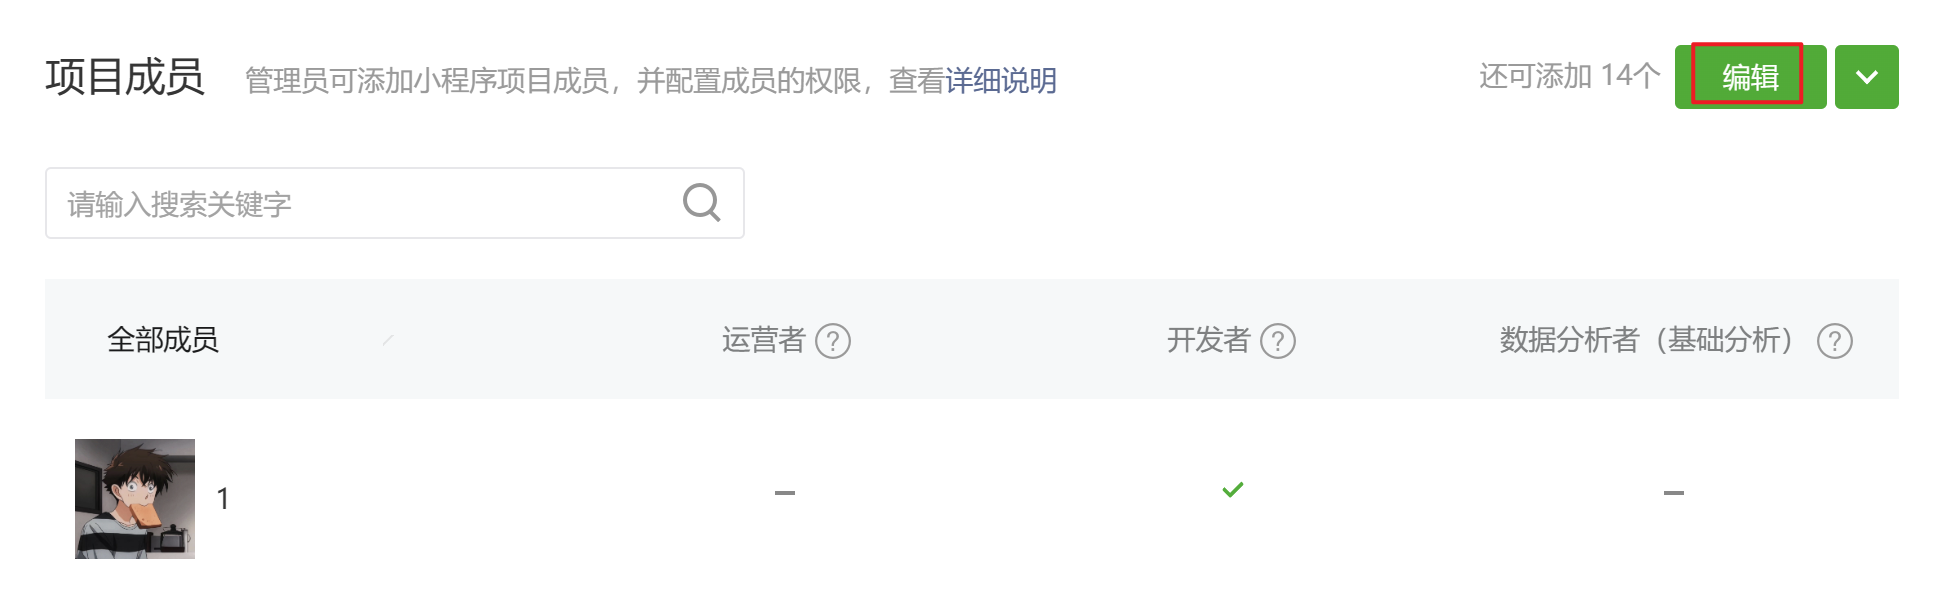 项目成员 管理员可添加小程序项目成员，并配置成员的权限，查看详细说明 还可添加 14个 编辑
请输入搜索关键字
全部成员 运营者 ? 开发者 ? 数据分析者（基础分析） ?
1